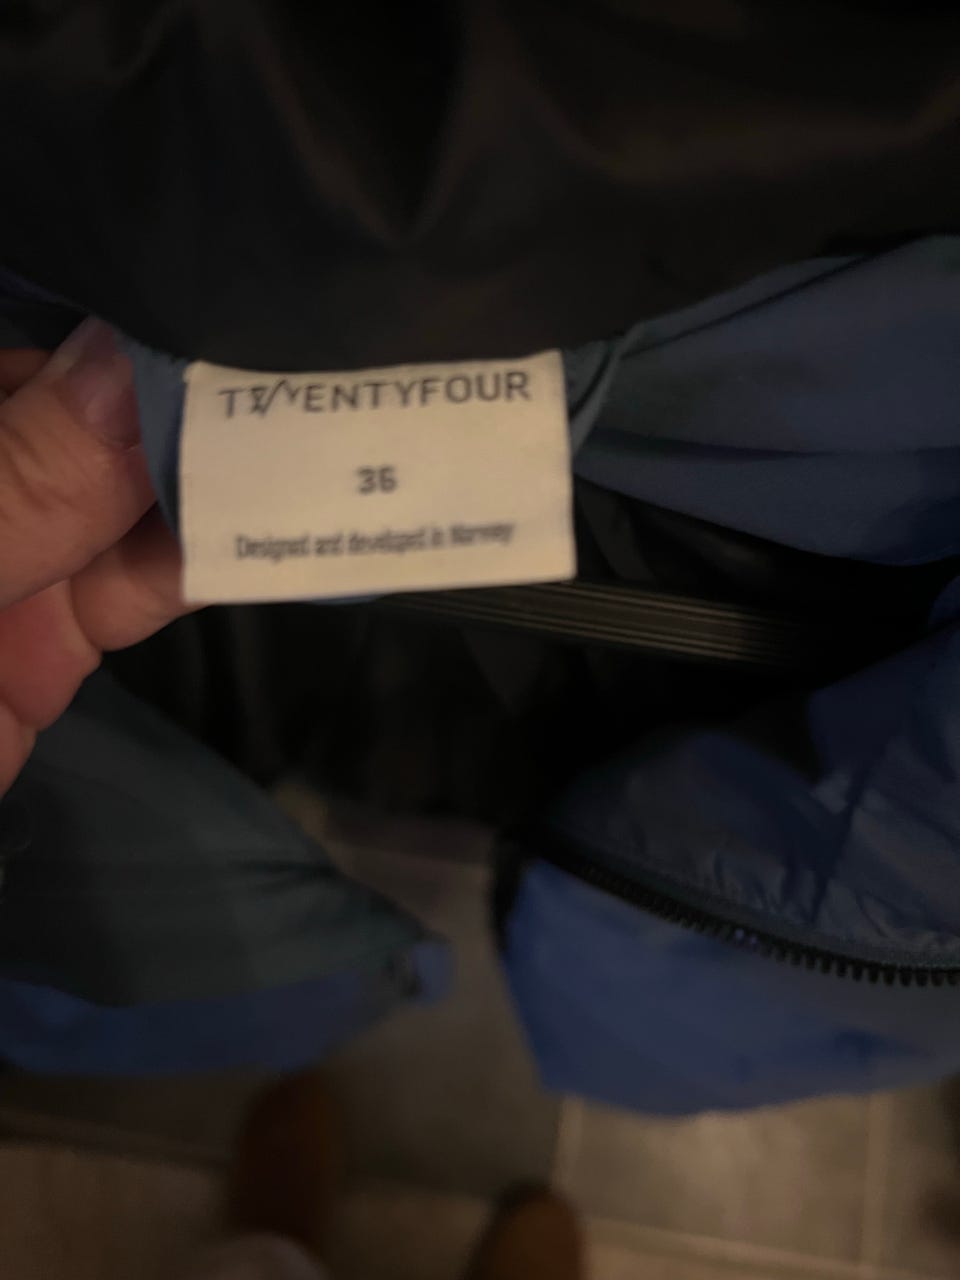 TWENTYFOUR
36
Designed and developed in Norway